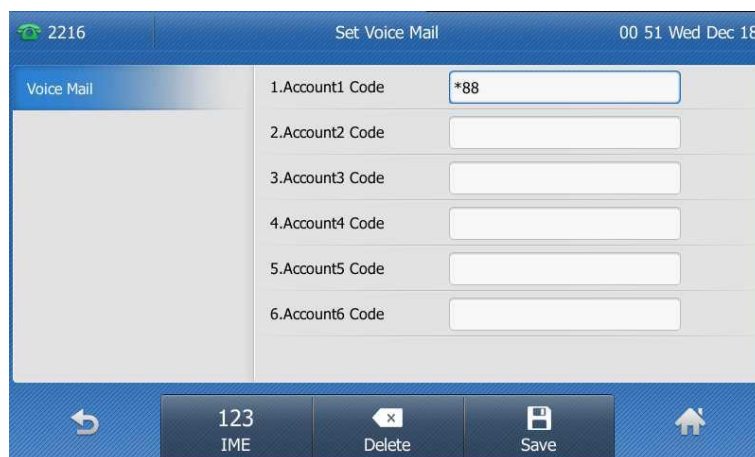 2216 Set Voice Mail 00 51 Wed Dec 18
Voice Mail
1.Account1 Code *88
2.Account2 Code
3.Account3 Code
4.Account4 Code
5.Account5 Code
6.Account6 Code
123 IME
Delete
Save